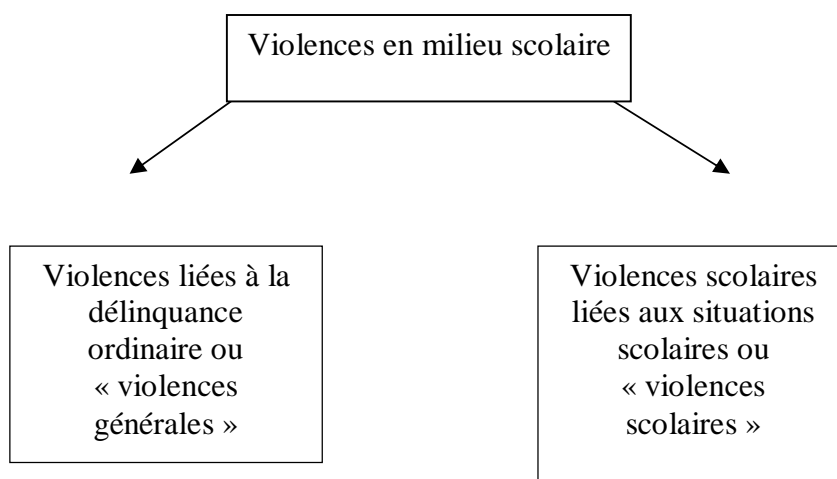 Violences en milieu scolaire
Violences liées à la
délinquance
ordinaire ou
« violences
générales »
Violences scolaires
liées aux situations
scolaires ou
« violences
scolaires »